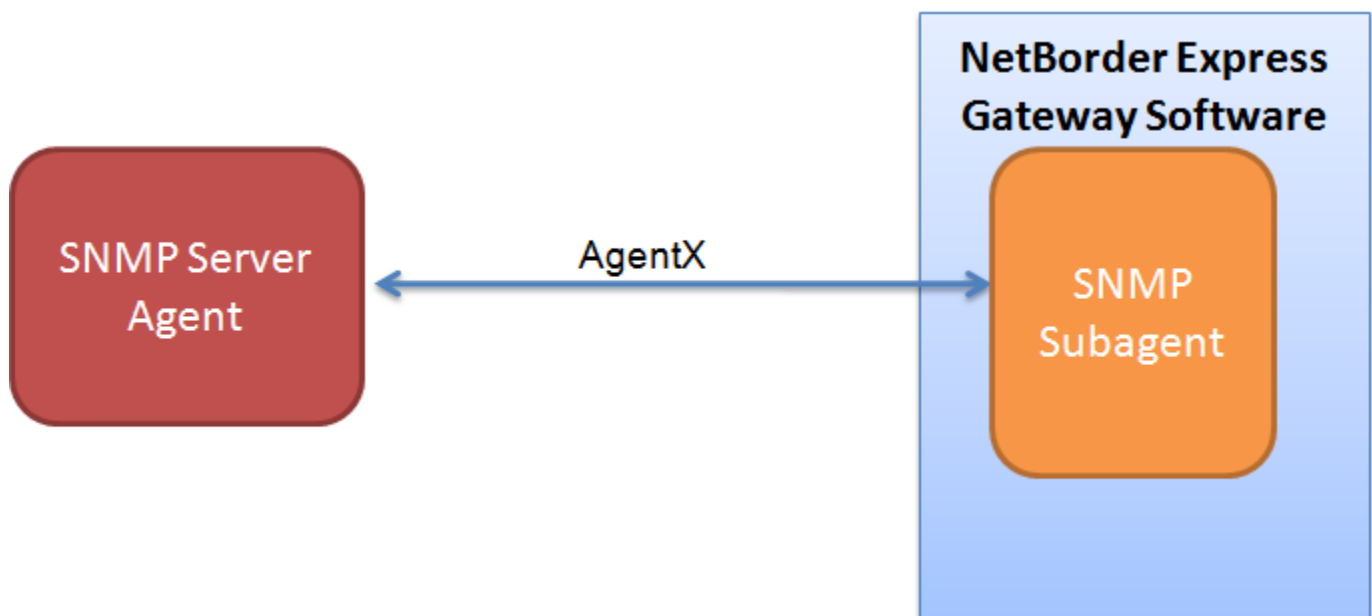 NetBorder Express
Gateway Software
SNMP Server
Agent
AgentX
SNMP
Subagent